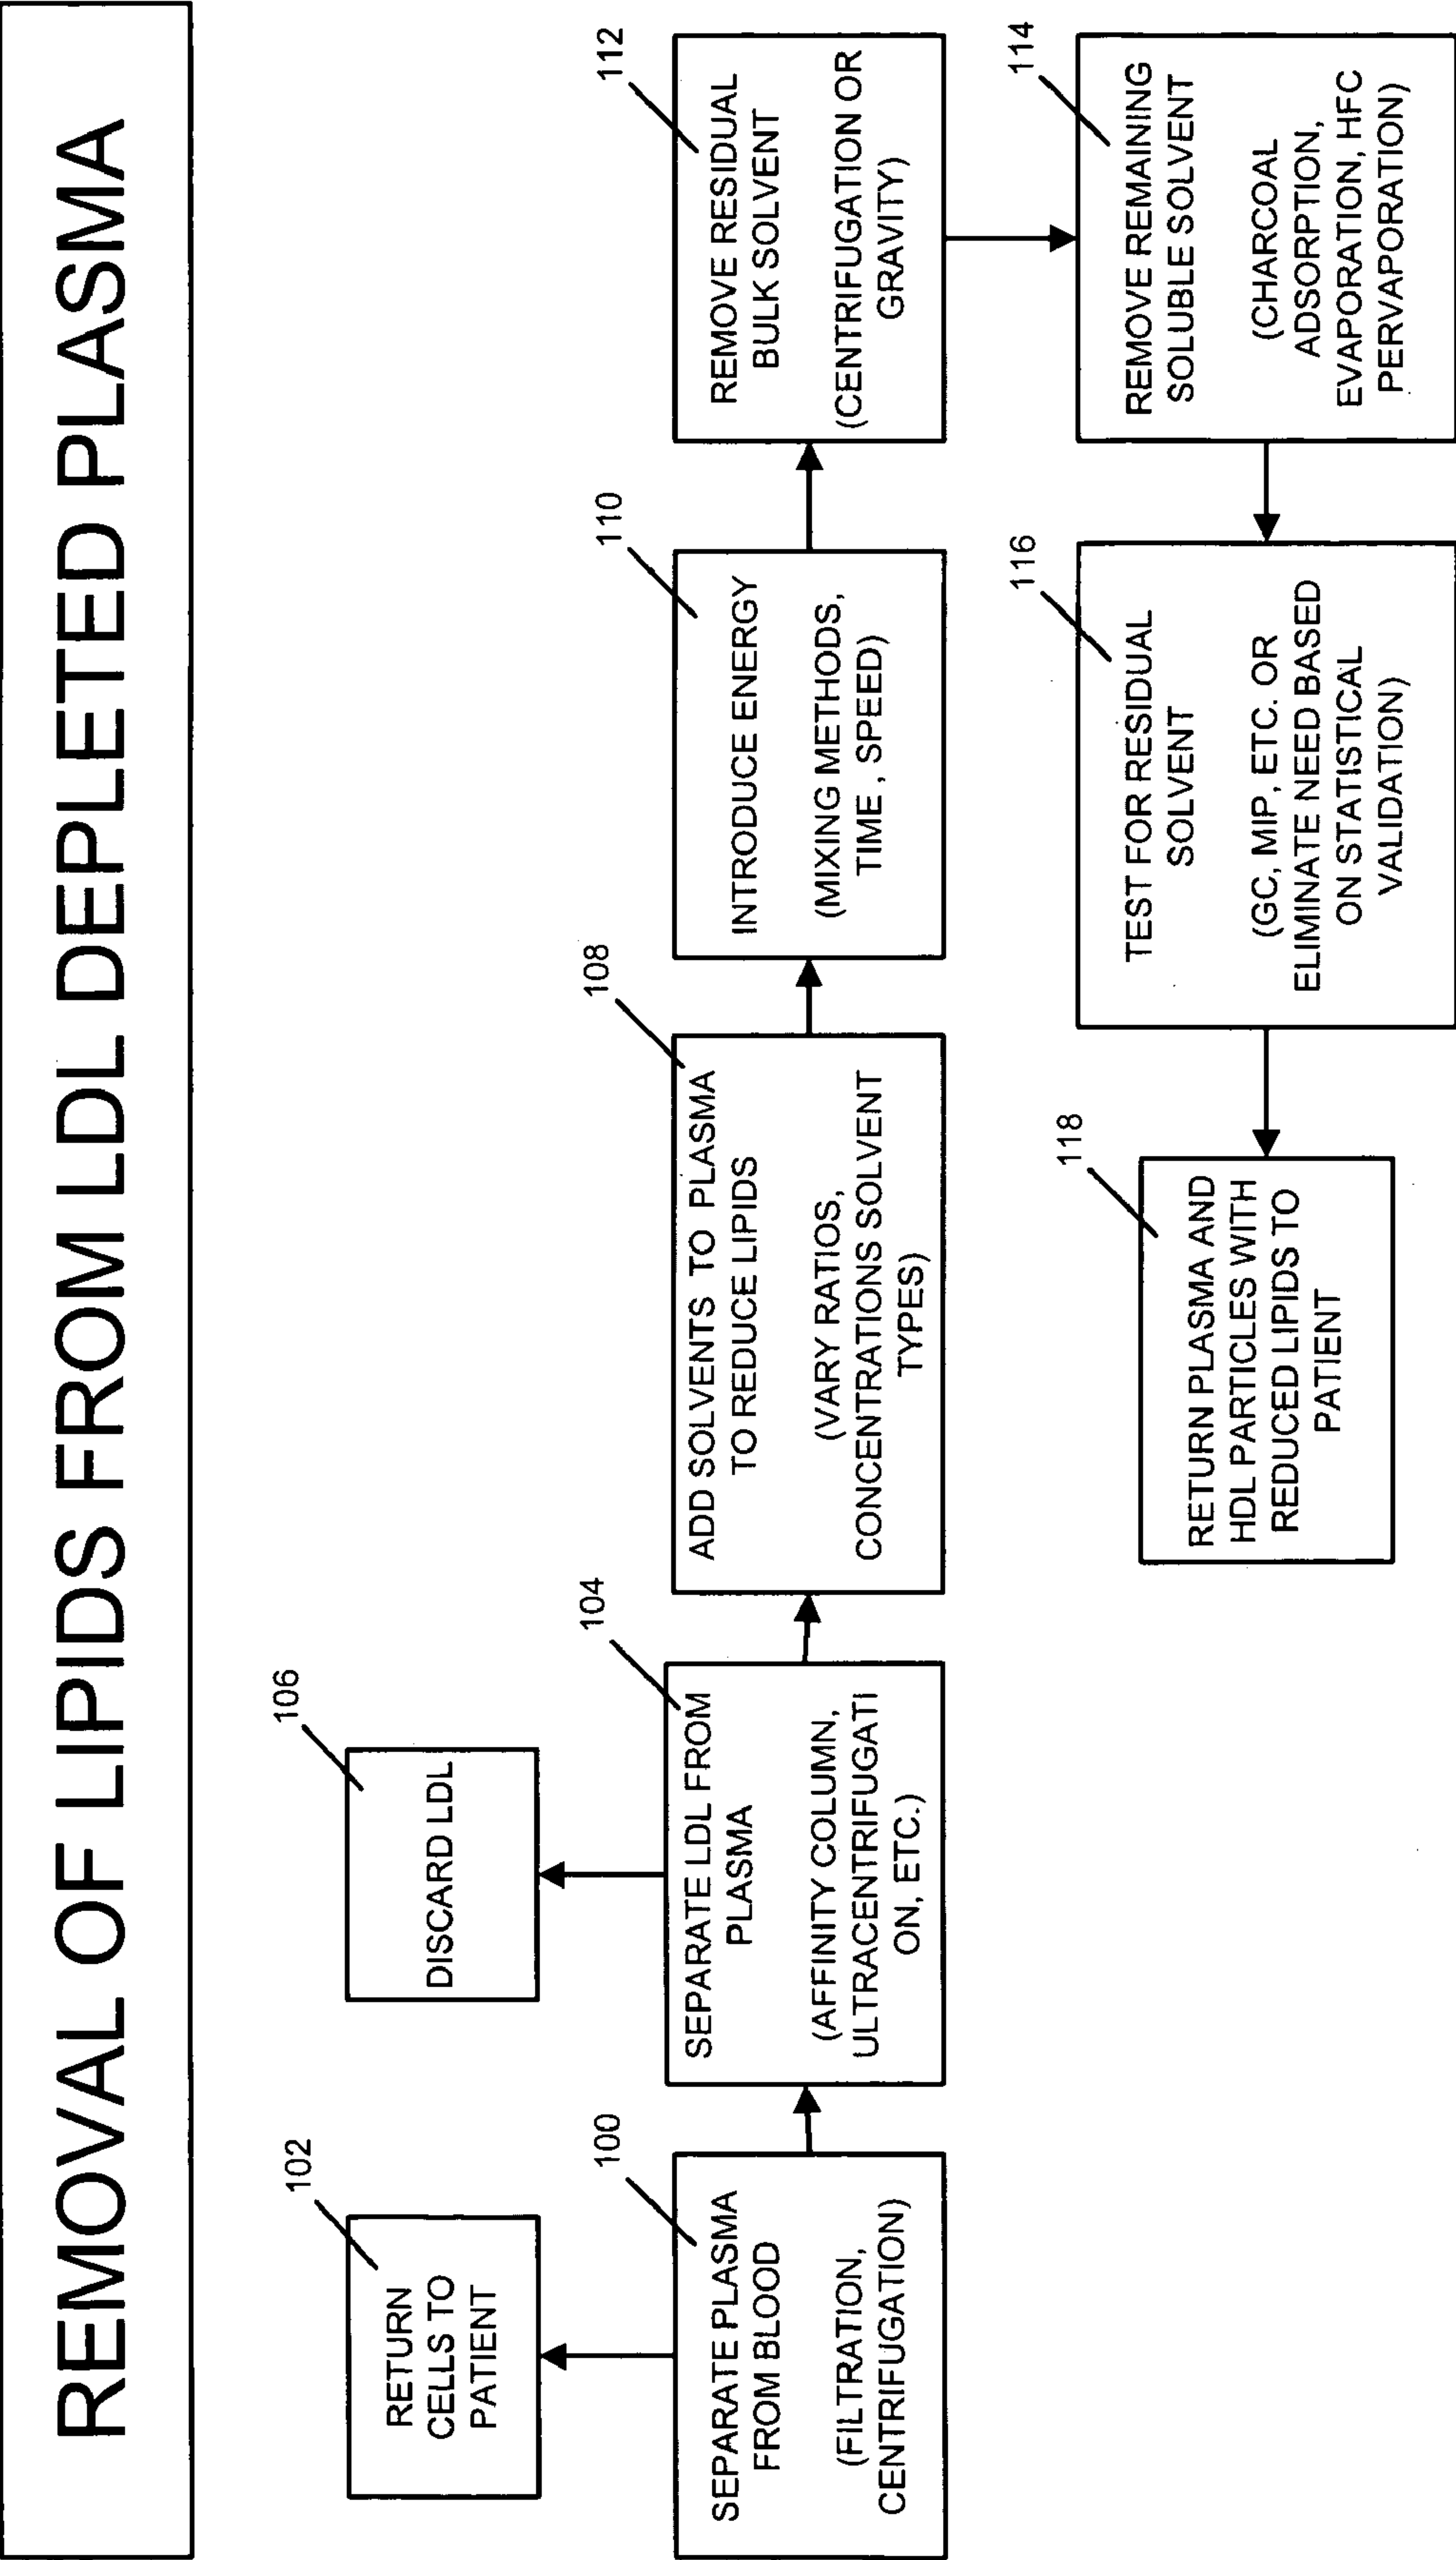 REMOVAL OF LIPIDS FROM LDL DEPLETED PLASMA
102
RETURN
CELLS TO
PATIENT
106
DISCARD LDL
100
SEPARATE PLASMA
FROM BLOOD
(FILTRATION,
CENTRIFUGATION)
104
SEPARATE LDL FROM
PLASMA
(AFFINITY COLUMN,
ULTRACENTRIFUGATI
ON, ETC.)
108
ADD SOLVENTS TO PLASMA
TO REDUCE LIPIDS
(VARY RATIOS,
CONCENTRATIONS SOLVENT
TYPES)
110
INTRODUCE ENERGY
(MIXING METHODS,
TIME , SPEED)
112
REMOVE RESIDUAL
BULK SOLVENT
(CENTRIFUGATION OR
GRAVITY)
114
REMOVE REMAINING
SOLUBLE SOLVENT
(CHARCOAL
ADSORPTION,
EVAPORATION, HFC
PERVAPORATION)
116
TEST FOR RESIDUAL
SOLVENT
(GC, MIP, ETC. OR
ELIMINATE NEED BASED
ON STATISTICAL
VALIDATION)
118
RETURN PLASMA AND
HDL PARTICLES WITH
REDUCED LIPIDS TO
PATIENT